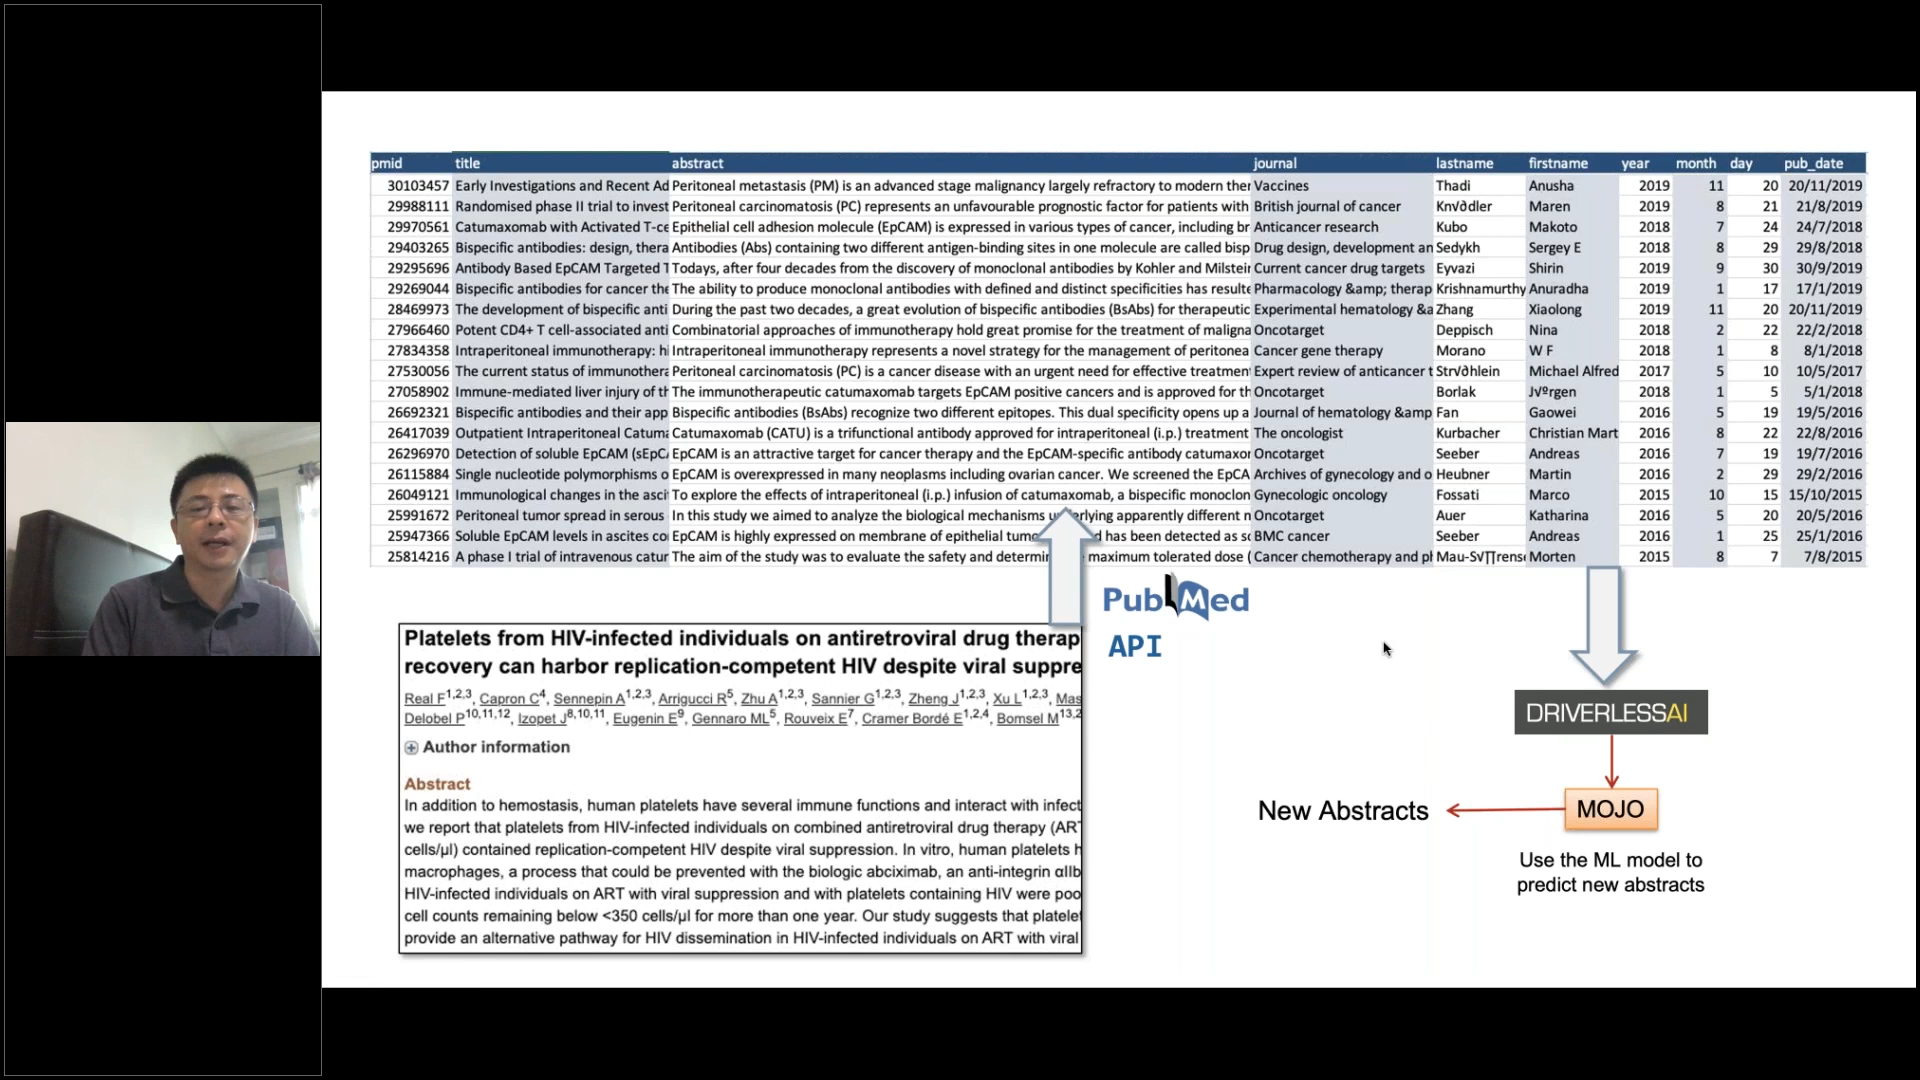 pmid title abstract journal lastname firstname year month day pub_date
30103457 Early Investigations and Recent Ad Peritoneal metastasis (PM) is an advanced stage malignancy largely refractory to modern ther Vaccines Thadi Anusha 2019 11 20 20/11/2019
29988111 Randomised phase II trial to invest Peritoneal carcinomatosis (PC) represents an unfavourable prognostic factor for patients with British journal of cancer Kn√∂dler Maren 2019 8 21 21/8/2019
29970561 Catumaxomab with Activated T-ce Epithelial cell adhesion molecule (EpCAM) is expressed in various types of cancer, including br Anticancer research Kubo Makoto 2018 7 24 24/7/2018
29403265 Bispecific antibodies: design, thera Antibodies (Abs) containing two different antigen-binding sites in one molecule are called bisp Drug design, development an Sedykh Sergey E 2018 8 29 29/8/2018
29295696 Antibody Based EpCAM Targeted T Todays, after four decades from the discovery of monoclonal antibodies by Kohler and Milstein Current cancer drug targets Eyvazi Shirin 2019 9 30 30/9/2019
29269044 Bispecific antibodies for cancer the The ability to produce monoclonal antibodies with defined and distinct specificities has resulte Pharmacology &amp; therap Krishnamurthy Anuradha 2019 1 17 17/1/2019
28469973 The development of bispecific anti During the past two decades, a great evolution of bispecific antibodies (BsAbs) for therapeutic Experimental hematology &a Zhang Xiaolong 2019 11 20 20/11/2019
27966460 Potent CD4+ T cell-associated anti Combinatorial approaches of immunotherapy hold great promise for the treatment of maligna Oncotarget Deppisch Nina 2018 2 22 22/2/2018
27834358 Intraperitoneal immunotherapy: hi Intraperitoneal immunotherapy represents a novel strategy for the management of peritonea Cancer gene therapy Morano W F 2018 1 8 8/1/2018
27530056 The current status of immunothera Peritoneal carcinomatosis (PC) is a cancer disease with an urgent need for effective treatment Expert review of anticancer t Str√∂hlein Michael Alfred 2017 5 10 10/5/2017
27058902 Immune-mediated liver injury of th The immunotherapeutic catumaxomab targets EpCAM positive cancers and is approved for th Oncotarget Borlak J√ºrgen 2018 1 5 5/1/2018
26692321 Bispecific antibodies and their app Bispecific antibodies (BsAbs) recognize two different epitopes. This dual specificity opens up a Journal of hematology &amp Fan Gaowei 2016 5 19 19/5/2016
26417039 Outpatient Intraperitoneal Catuma Catumaxomab (CATU) is a trifunctional antibody approved for intraperitoneal (i.p.) treatment The oncologist Kurbacher Christian Mart 2016 8 22 22/8/2016
26296970 Detection of soluble EpCAM (sEpCA EpCAM is an attractive target for cancer therapy and the EpCAM-specific antibody catumaxor Oncotarget Seeber Andreas 2016 7 19 19/7/2016
26115884 Single nucleotide polymorphisms o EpCAM is overexpressed in many neoplasms including ovarian cancer. We screened the EpCA Archives of gynecology and o Heubner Martin 2016 2 29 29/2/2016
26049121 Immunological changes in the asci To explore the effects of intraperitoneal (i.p.) infusion of catumaxomab, a bispecific monoclon Gynecologic oncology Fossati Marco 2015 10 15 15/10/2015
25991672 Peritoneal tumor spread in serous In this study we aimed to analyze the biological mechanisms underlying apparently different n Oncotarget Auer Katharina 2016 5 20 20/5/2016
25947366 Soluble EpCAM levels in ascites co EpCAM is highly expressed on membrane of epithelial tumo d has been detected as so BMC cancer Seeber Andreas 2016 1 25 25/1/2016
25814216 A phase I trial of intravenous catur The aim of the study was to evaluate the safety and determin maximum tolerated dose ( Cancer chemotherapy and ph Morten 2015 8 7 7/8/2015
PubMed
API
Platelets from HIV-infected individuals on antiretroviral drug therap
recovery can harbor replication-competent HIV despite viral suppre
Real F1,2,3, Capron C4, Sennepin A1,2,3, Arrigucci R5, Zhu A1,2,3, Sannier G1,2,3, Zheng J1,2,3, Xu L1,2,3, Mas
Delobel P10,11,12, Izopet J8,10,11, Eugenin E9, Gennaro ML5, Rouveix E7, Cramer Bordé E1,2,4, Bomsel M13,2
Author information
Abstract
In addition to hemostasis, human platelets have several immune functions and interact with infect
we report that platelets from HIV-infected individuals on combined antiretroviral drug therapy (ART
cells/μl) contained replication-competent HIV despite viral suppression. In vitro, human platelets h
macrophages, a process that could be prevented with the biologic abciximab, an anti-integrin αIIb
HIV-infected individuals on ART with viral suppression and with platelets containing HIV were poo
cell counts remaining below <350 cells/μl for more than one year. Our study suggests that platelet
provide an alternative pathway for HIV dissemination in HIV-infected individuals on ART with viral
DRIVERLESSAI
MOJO
New Abstracts
Use the ML model to
predict new abstracts